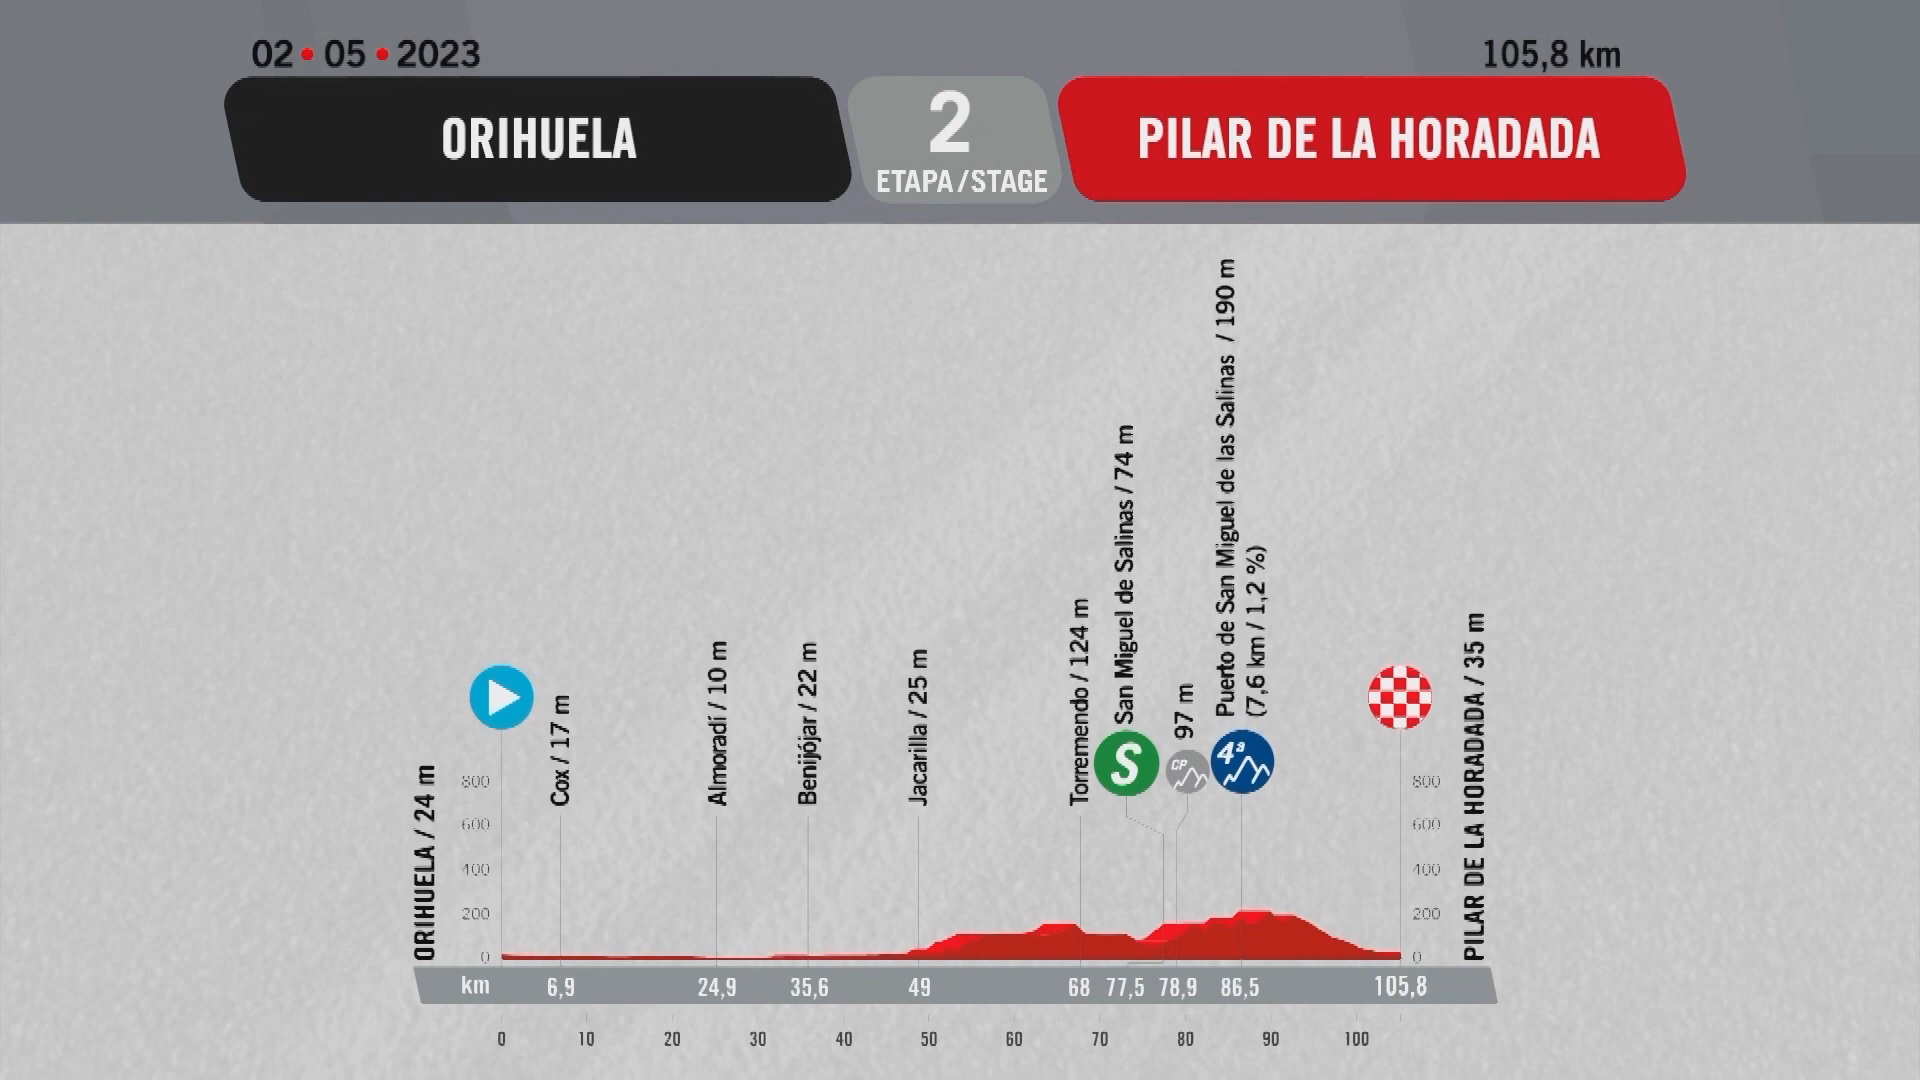 02 • 05 • 2023
105,8 km
ORIHUELA
2
ETAPA/STAGE
PILAR DE LA HORADADA
ORIHUELA / 24 m
Cox / 17 m
Almoradí / 10 m
Benijójar / 22 m
Jacarilla / 25 m
Torremendo / 124 m
San Miguel de Salinas / 74 m
97 m
Puerto de San Miguel de las Salinas / 190 m
(7,6 km / 1,2 %)
PILAR DE LA HORADADA / 35 m
S
CP
4ª
800
600
400
200
0
800
600
400
200
0
km 6,9 24,9 35,6 49 68 77,5 78,9 86,5 105,8
0 10 20 30 40 50 60 70 80 90 100